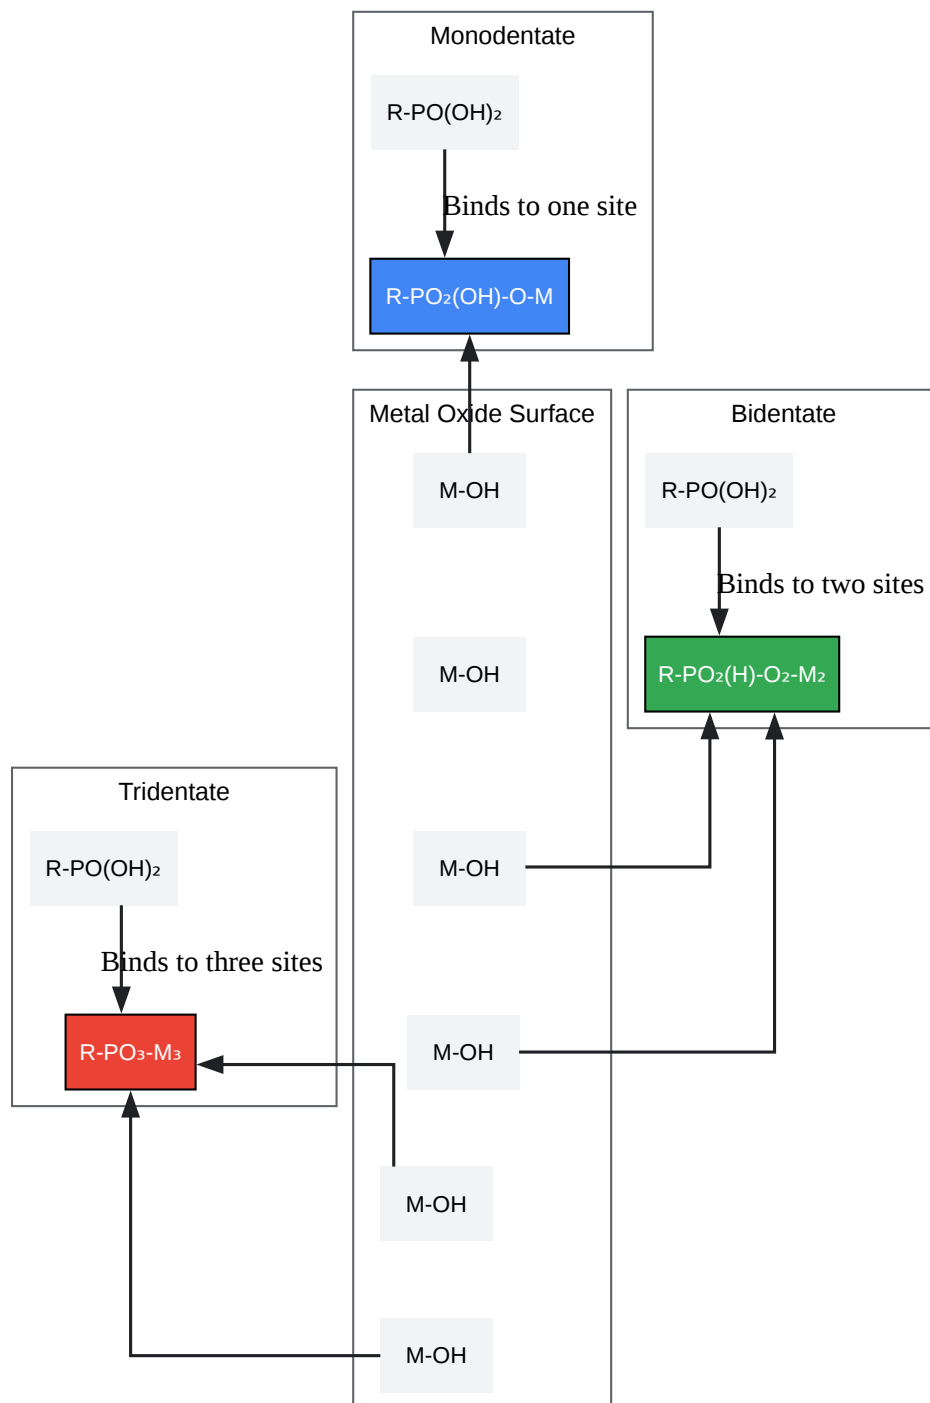 Monodentate
R-PO(OH)₂
Binds to one site
R-PO₂(OH)-O-M
Metal Oxide Surface
M-OH
M-OH
M-OH
M-OH
M-OH
M-OH
Bidentate
R-PO(OH)₂
Binds to two sites
R-PO₂(H)-O₂-M₂
Tridentate
R-PO(OH)₂
Binds to three sites
R-PO₃-M₃